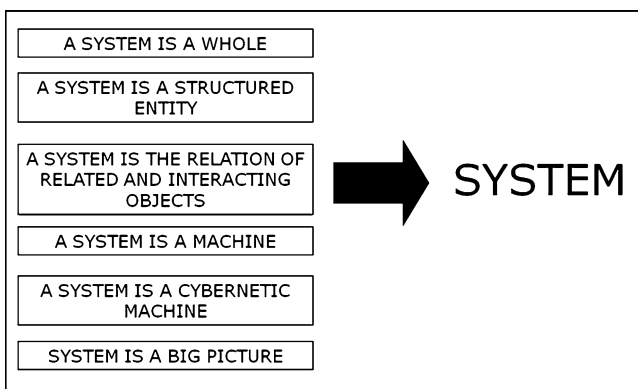 A SYSTEM IS A WHOLE
A SYSTEM IS A STRUCTURED
ENTITY
A SYSTEM IS THE RELATION OF
RELATED AND INTERACTING
OBJECTS
A SYSTEM IS A MACHINE
A SYSTEM IS A CYBERNETIC
MACHINE
SYSTEM IS A BIG PICTURE
SYSTEM